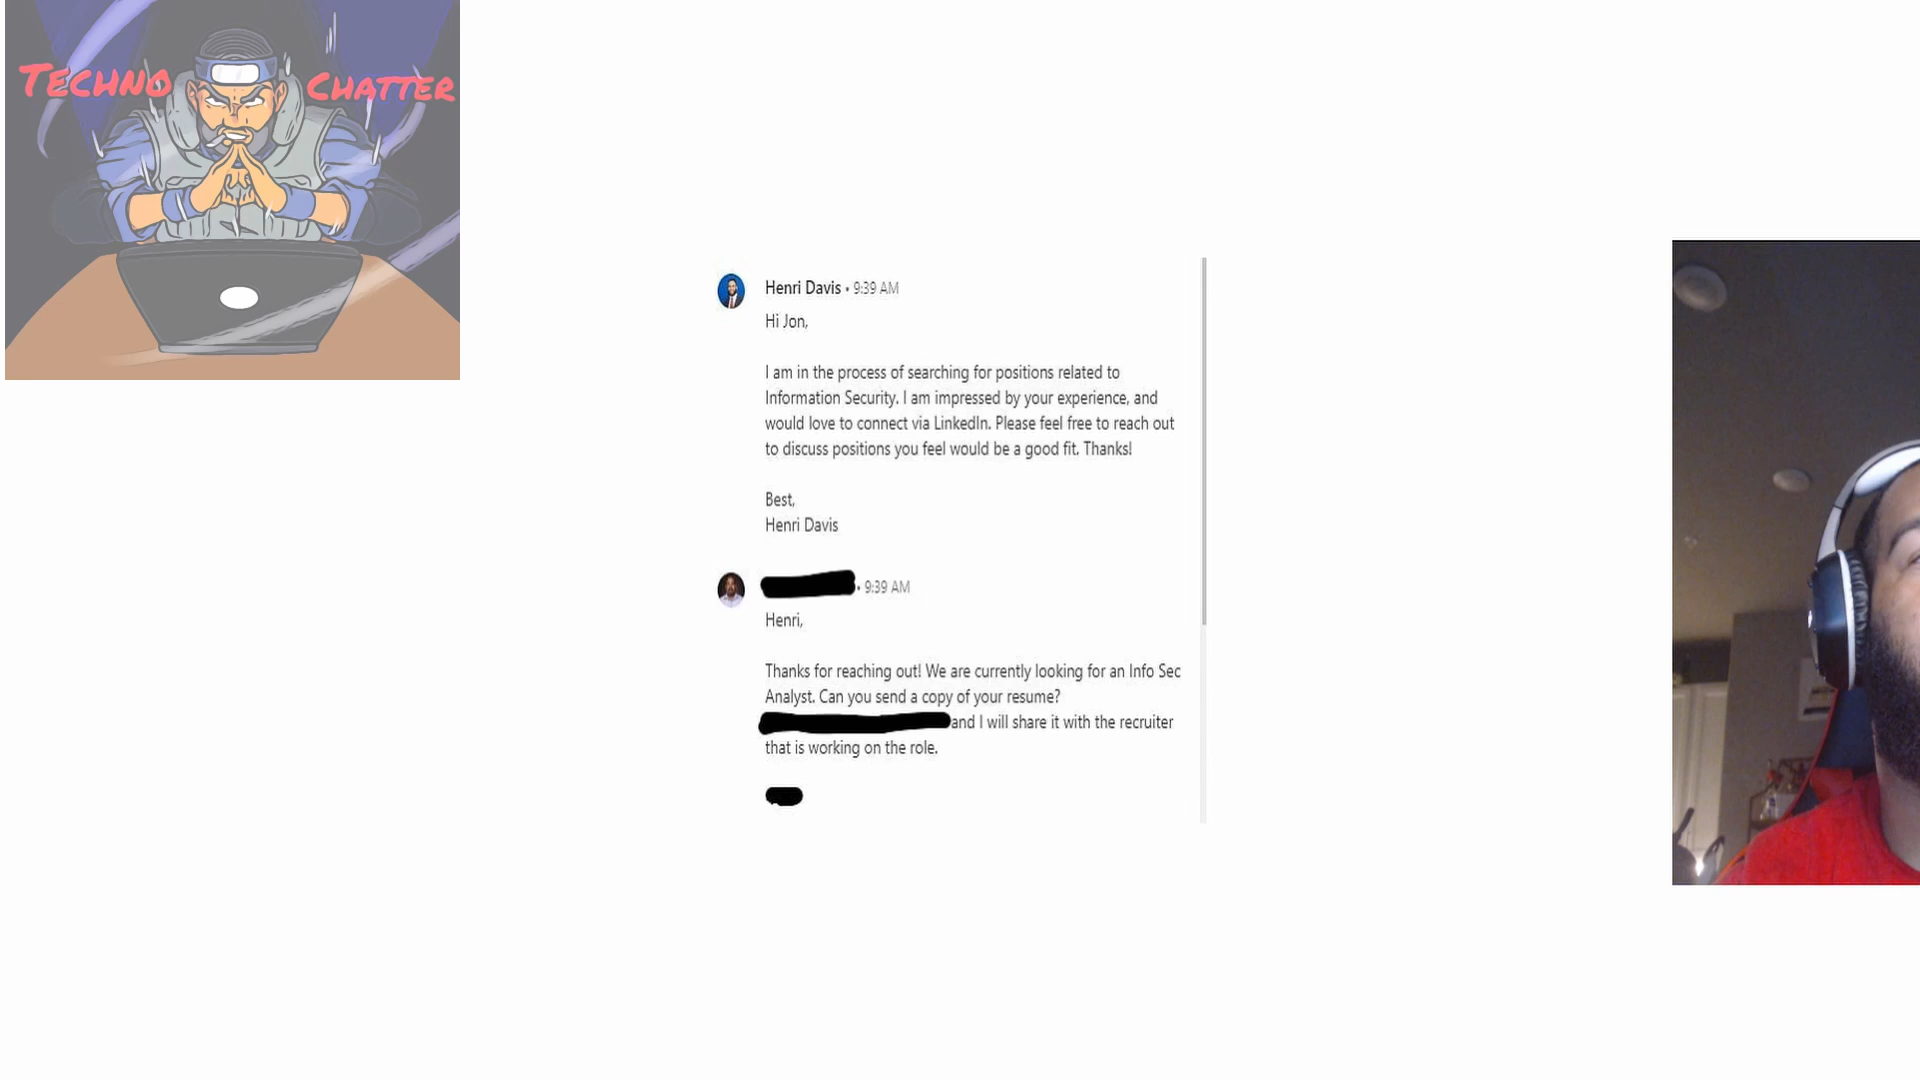 TECHNO CHATTER
Henri Davis • 9:39 AM
Hi Jon,
I am in the process of searching for positions related to
Information Security. I am impressed by your experience, and
would love to connect via LinkedIn. Please feel free to reach out
to discuss positions you feel would be a good fit. Thanks!
Best,
Henri Davis
• 9:39 AM
Henri,
Thanks for reaching out! We are currently looking for an Info Sec
Analyst. Can you send a copy of your resume?
and I will share it with the recruiter
that is working on the role.